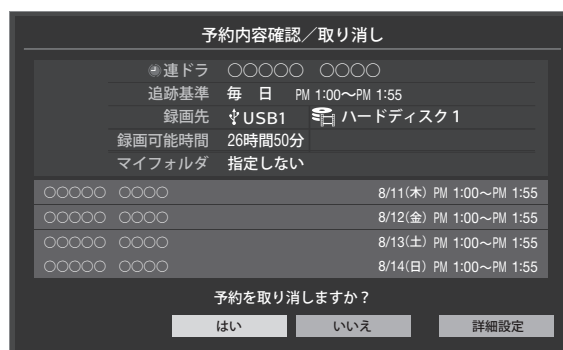 予約内容確認／取り消し
連ドラ ○○○○○ ○○○○
追跡基準 毎 日 PM 1:00～PM 1:55
録画先 USB1 ハードディスク1
録画可能時間 26時間50分
マイフォルダ 指定しない
○○○○○ ○○○○ 8/11(木) PM 1:00～PM 1:55
○○○○○ ○○○○ 8/12(金) PM 1:00～PM 1:55
○○○○○ ○○○○ 8/13(土) PM 1:00～PM 1:55
○○○○○ ○○○○ 8/14(日) PM 1:00～PM 1:55
予約を取り消しますか？
はい いいえ 詳細設定